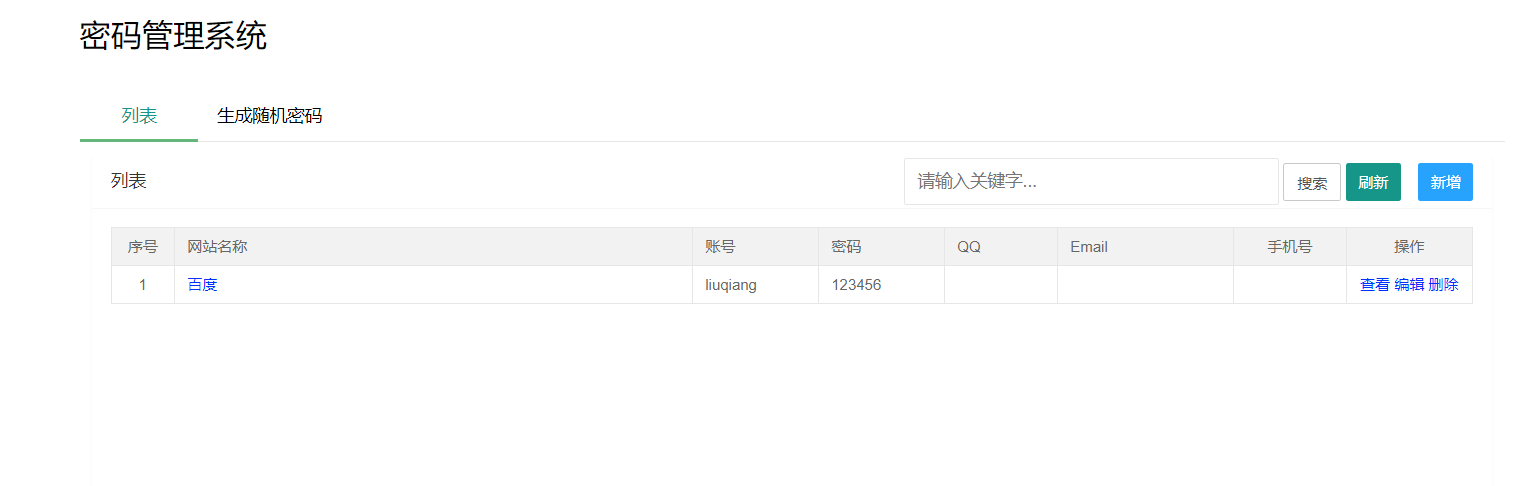 密码管理系统
列表 生成随机密码
列表 请输入关键字... 搜索 刷新 新增
序号 网站名称 账号 密码 QQ Email 手机号 操作
1 百度 liuqiang 123456 查看 编辑 删除